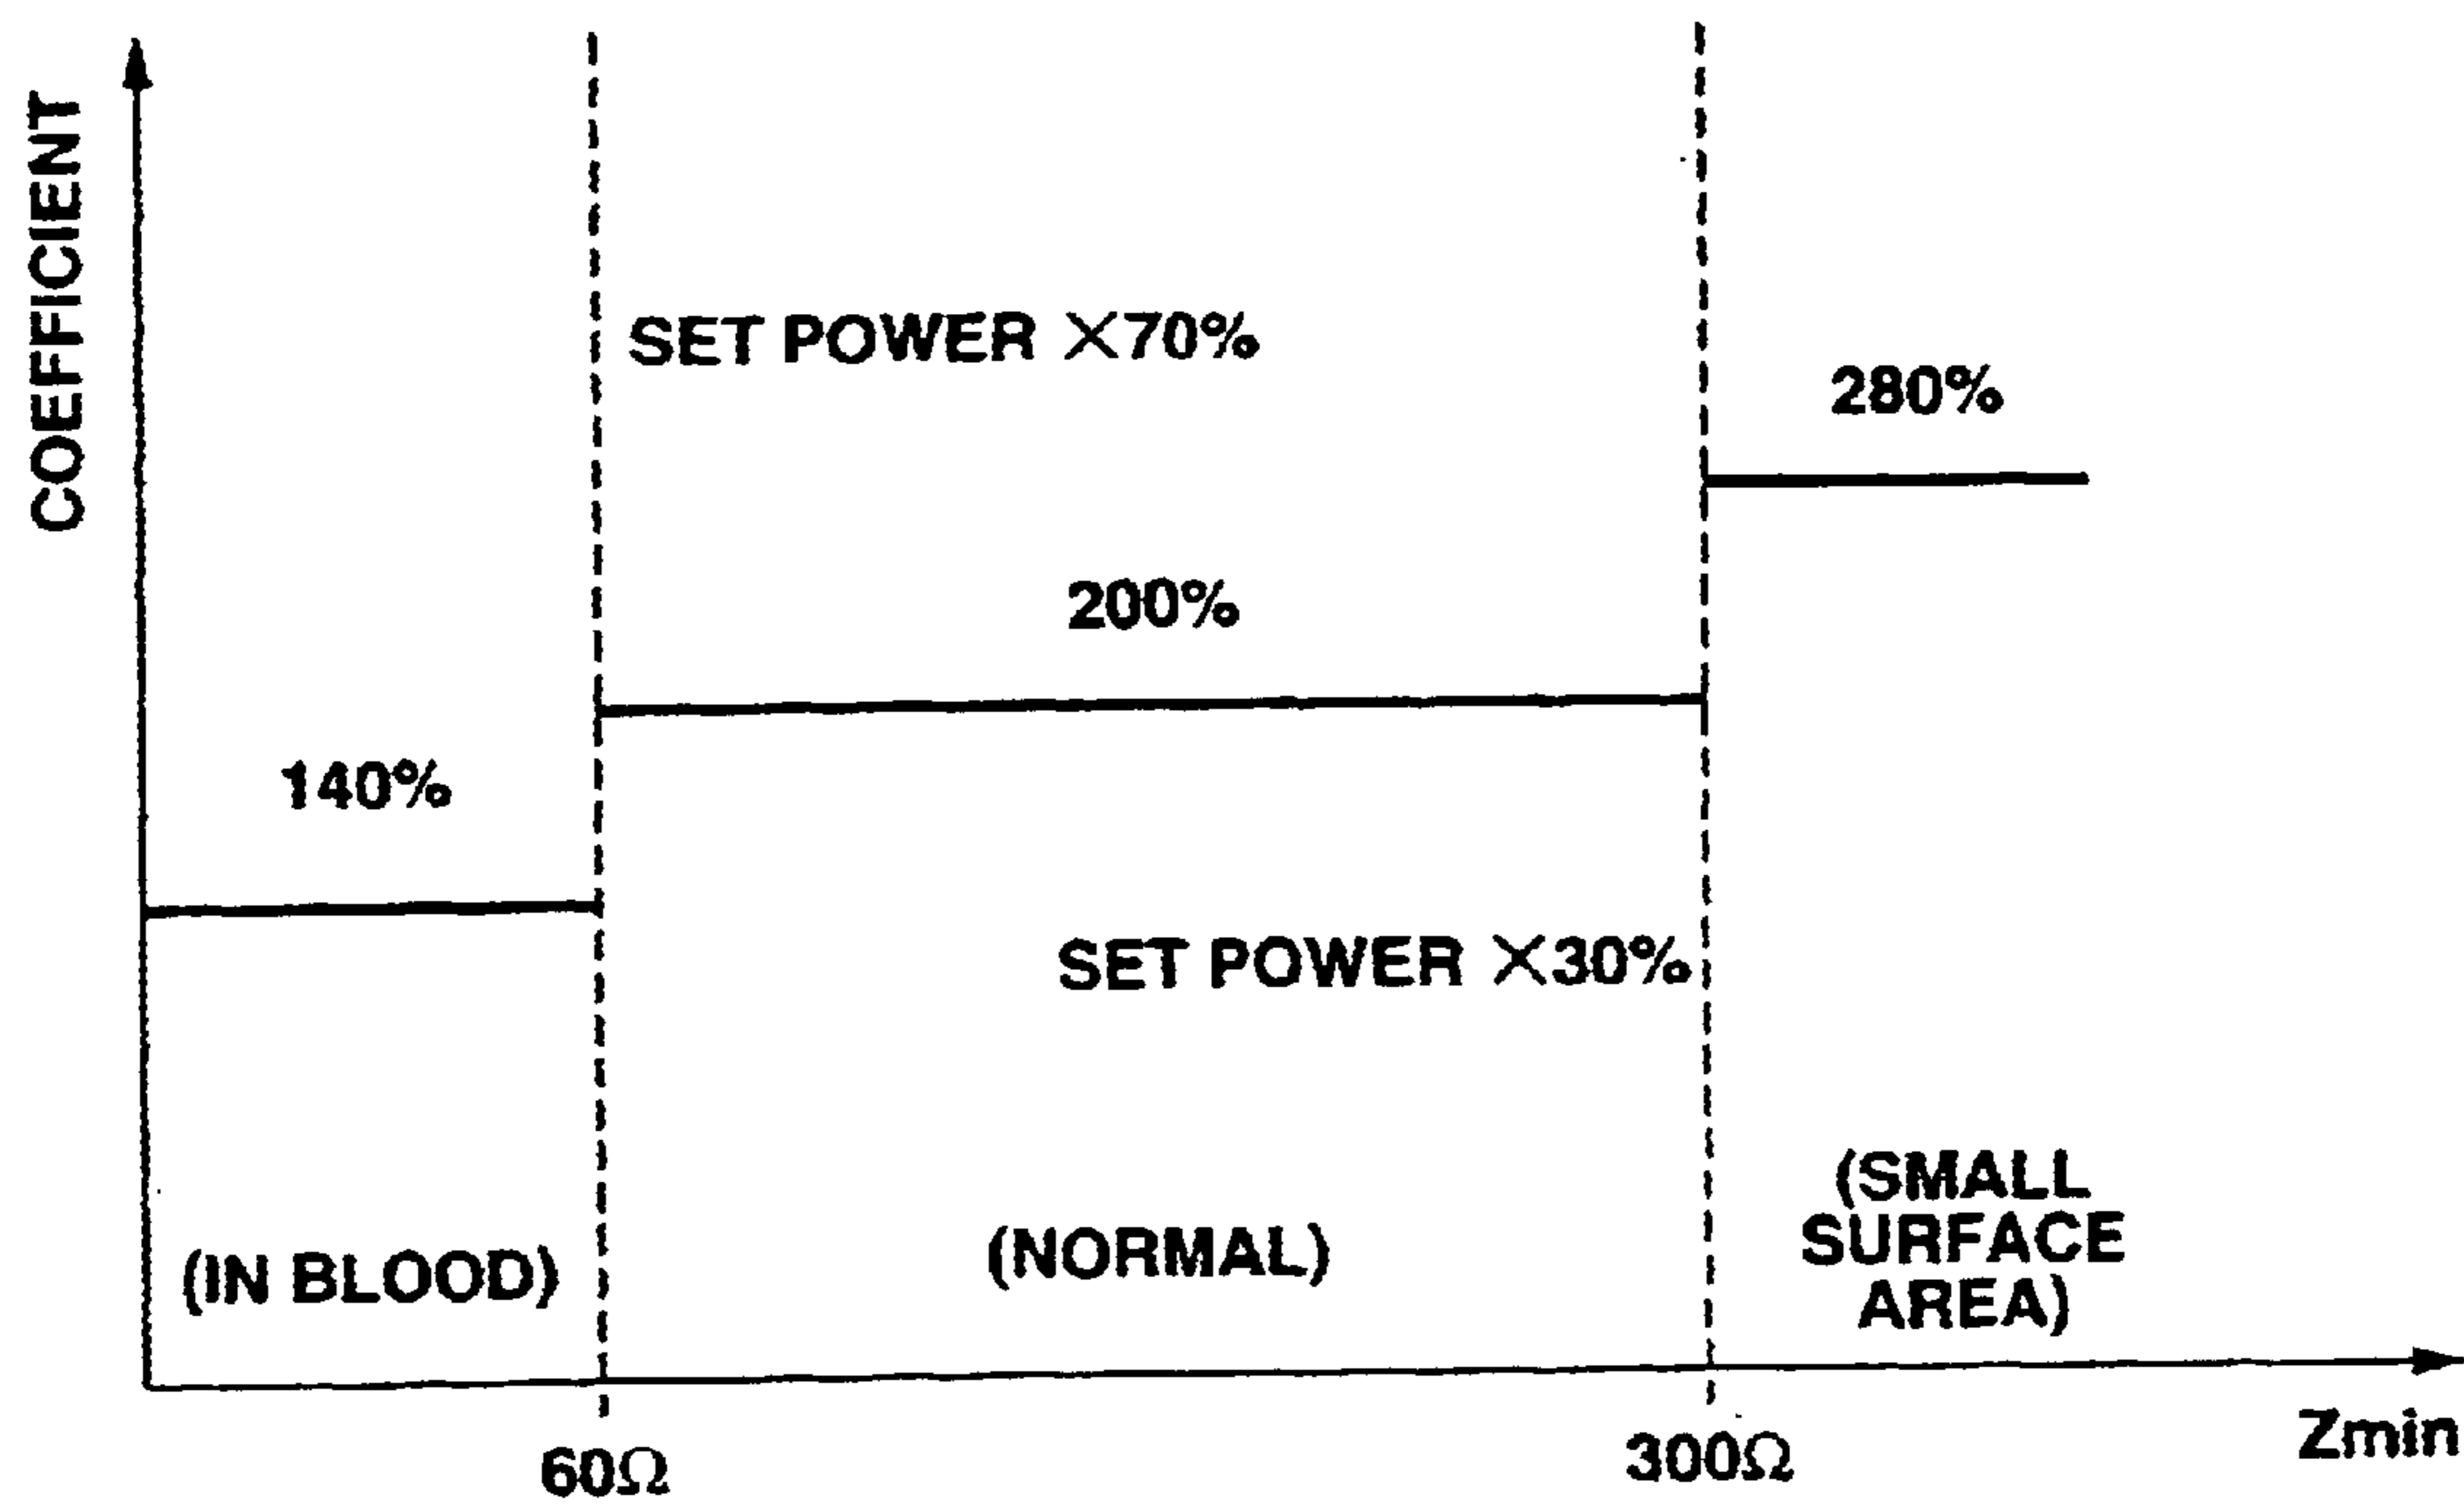 COEFFICIENT
SET POWER ×70%
280%
200%
140%
SET POWER ×30%
(SMALL
SURFACE
AREA)
(NORMAL)
(IN BLOOD)
60Ω
300Ω
Zmin